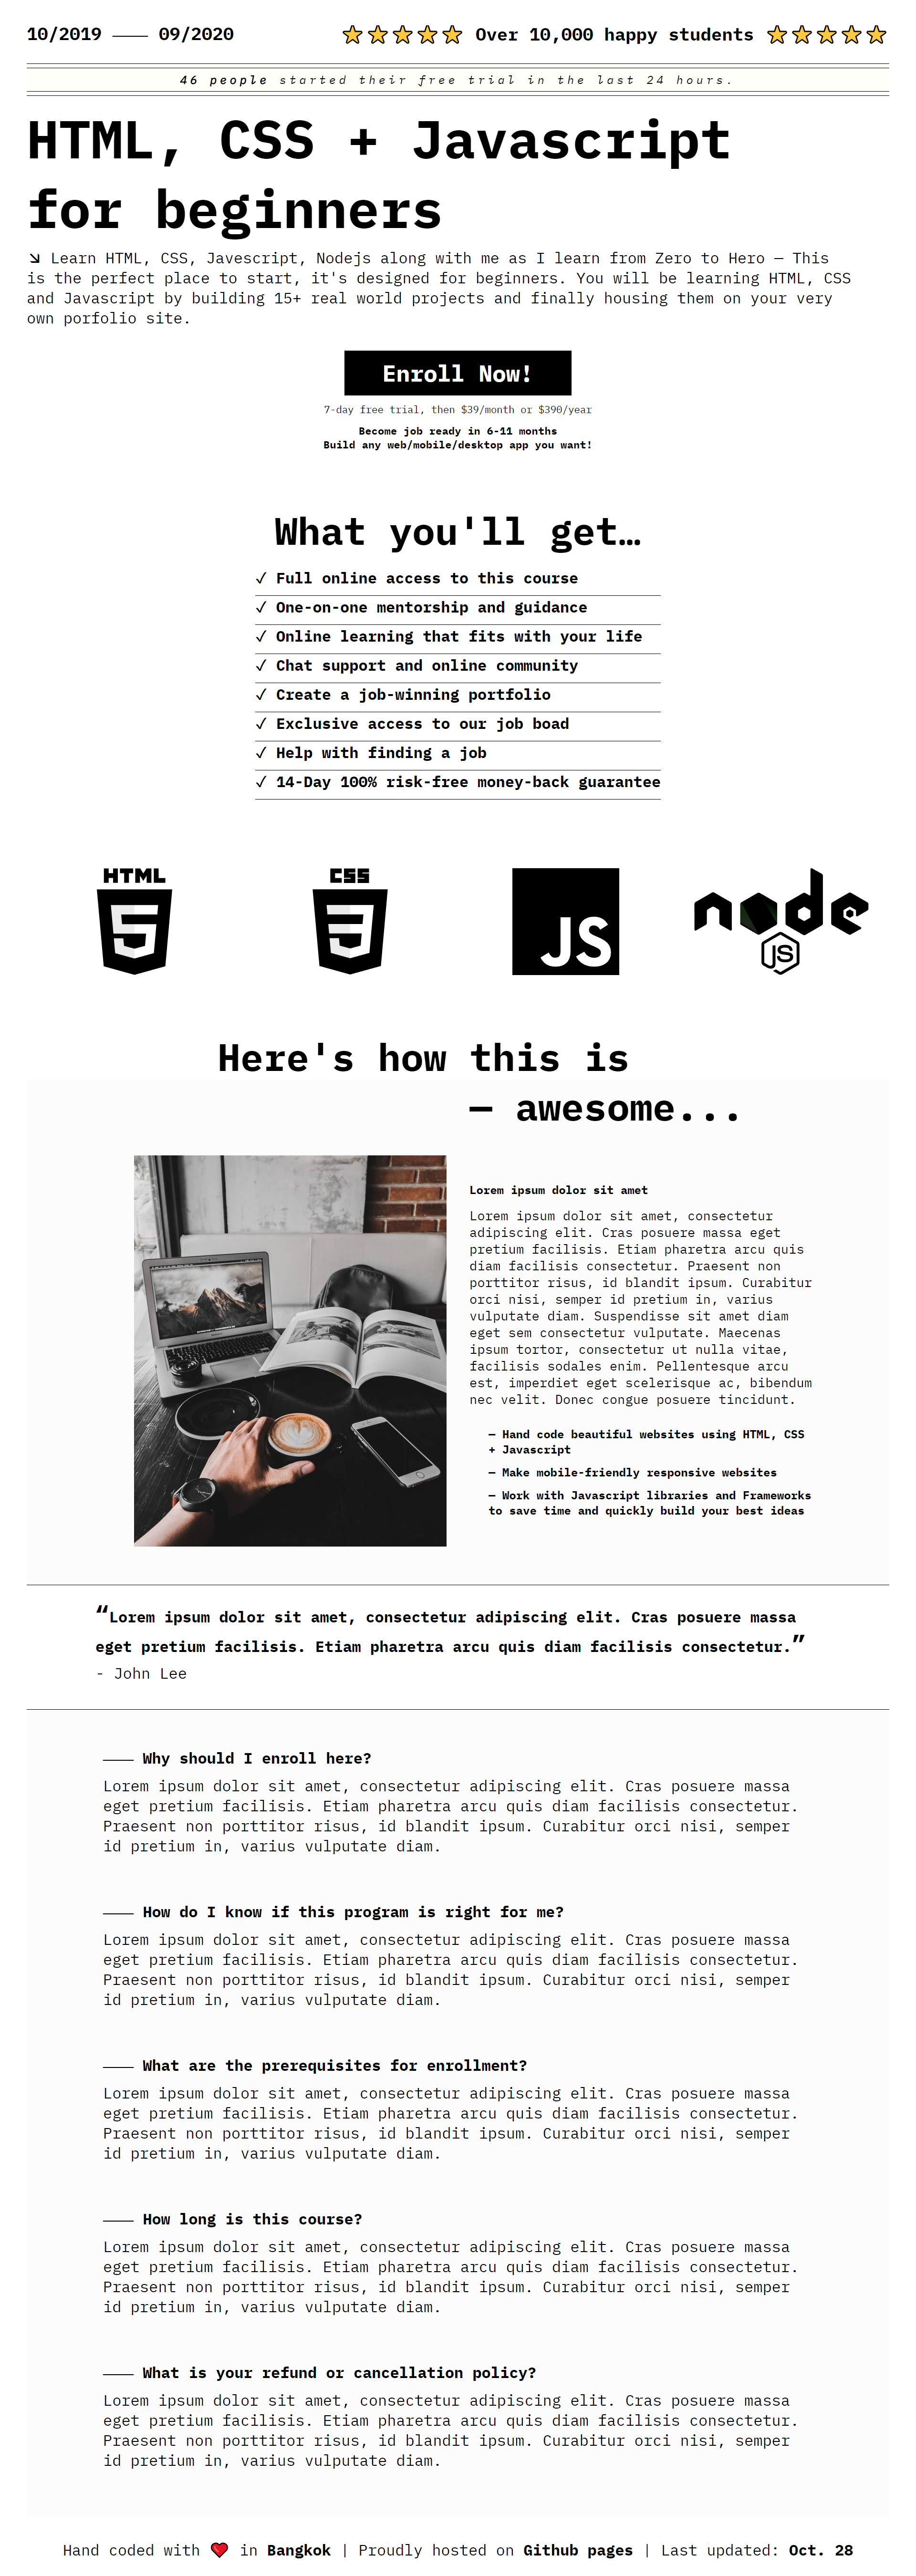 10/2019 —— 09/2020
⭐⭐⭐⭐⭐ Over 10,000 happy students ⭐⭐⭐⭐⭐
46 people started their free trial in the last 24 hours.
HTML, CSS + Javascript
for beginners
↘ Learn HTML, CSS, Javescript, Nodejs along with me as I learn from Zero to Hero — This
is the perfect place to start, it's designed for beginners. You will be learning HTML, CSS
and Javascript by building 15+ real world projects and finally housing them on your very
own porfolio site.
Enroll Now!
7-day free trial, then $39/month or $390/year
Become job ready in 6-11 months
Build any web/mobile/desktop app you want!
What you'll get…
✓ Full online access to this course
✓ One-on-one mentorship and guidance
✓ Online learning that fits with your life
✓ Chat support and online community
✓ Create a job-winning portfolio
✓ Exclusive access to our job boad
✓ Help with finding a job
✓ 14-Day 100% risk-free money-back guarantee
HTML
5
CSS
3
JS
node
JS
Here's how this is
— awesome...
Lorem ipsum dolor sit amet
Lorem ipsum dolor sit amet, consectetur
adipiscing elit. Cras posuere massa eget
pretium facilisis. Etiam pharetra arcu quis
diam facilisis consectetur. Praesent non
porttitor risus, id blandit ipsum. Curabitur
orci nisi, semper id pretium in, varius
vulputate diam. Suspendisse sit amet diam
eget sem consectetur vulputate. Maecenas
ipsum tortor, consectetur ut nulla vitae,
facilisis sodales enim. Pellentesque arcu
est, imperdiet eget scelerisque ac, bibendum
nec velit. Donec congue posuere tincidunt.
— Hand code beautiful websites using HTML, CSS
+ Javascript
— Make mobile-friendly responsive websites
— Work with Javascript libraries and Frameworks
to save time and quickly build your best ideas
“Lorem ipsum dolor sit amet, consectetur adipiscing elit. Cras posuere massa
eget pretium facilisis. Etiam pharetra arcu quis diam facilisis consectetur.”
- John Lee
—— Why should I enroll here?
Lorem ipsum dolor sit amet, consectetur adipiscing elit. Cras posuere massa
eget pretium facilisis. Etiam pharetra arcu quis diam facilisis consectetur.
Praesent non porttitor risus, id blandit ipsum. Curabitur orci nisi, semper
id pretium in, varius vulputate diam.
—— How do I know if this program is right for me?
Lorem ipsum dolor sit amet, consectetur adipiscing elit. Cras posuere massa
eget pretium facilisis. Etiam pharetra arcu quis diam facilisis consectetur.
Praesent non porttitor risus, id blandit ipsum. Curabitur orci nisi, semper
id pretium in, varius vulputate diam.
—— What are the prerequisites for enrollment?
Lorem ipsum dolor sit amet, consectetur adipiscing elit. Cras posuere massa
eget pretium facilisis. Etiam pharetra arcu quis diam facilisis consectetur.
Praesent non porttitor risus, id blandit ipsum. Curabitur orci nisi, semper
id pretium in, varius vulputate diam.
—— How long is this course?
Lorem ipsum dolor sit amet, consectetur adipiscing elit. Cras posuere massa
eget pretium facilisis. Etiam pharetra arcu quis diam facilisis consectetur.
Praesent non porttitor risus, id blandit ipsum. Curabitur orci nisi, semper
id pretium in, varius vulputate diam.
—— What is your refund or cancellation policy?
Lorem ipsum dolor sit amet, consectetur adipiscing elit. Cras posuere massa
eget pretium facilisis. Etiam pharetra arcu quis diam facilisis consectetur.
Praesent non porttitor risus, id blandit ipsum. Curabitur orci nisi, semper
id pretium in, varius vulputate diam.
Hand coded with ❤️ in Bangkok | Proudly hosted on Github pages | Last updated: Oct. 28